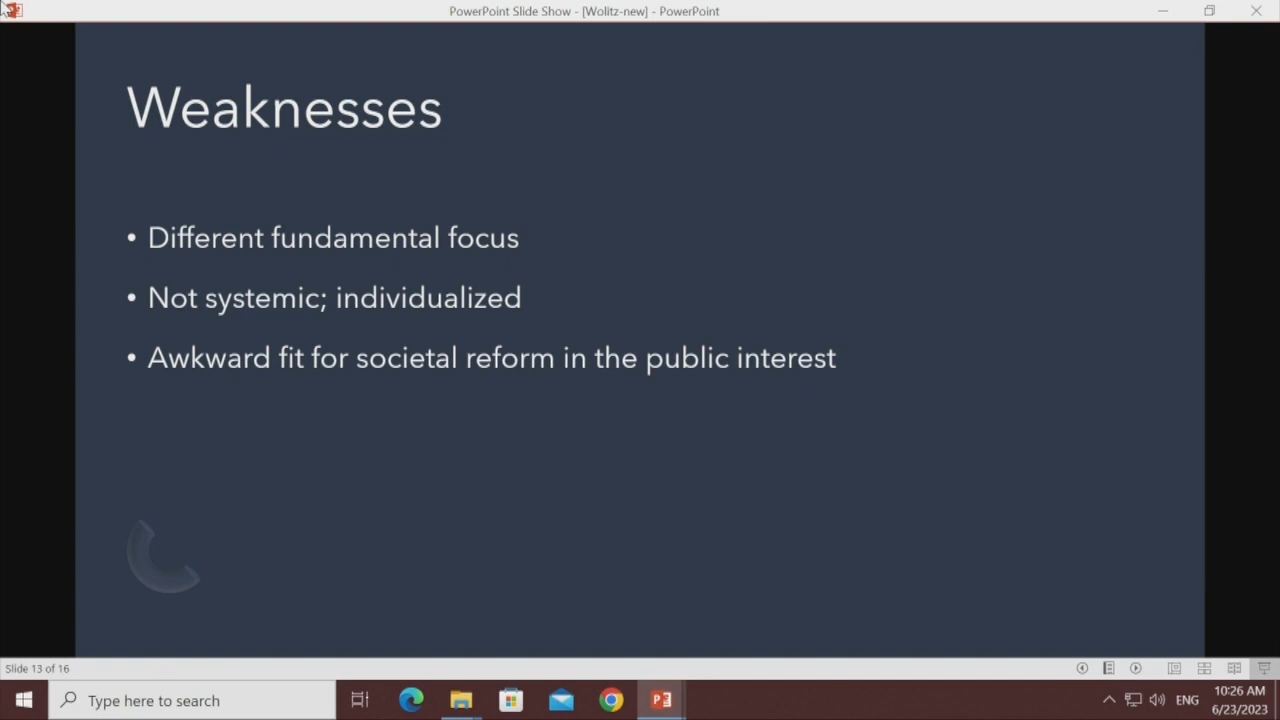 PowerPoint Slide Show - [Wolitz-new] - PowerPoint
Weaknesses
• Different fundamental focus
• Not systemic; individualized
• Awkward fit for societal reform in the public interest
Slide 13 of 16
Type here to search
ENG
10:26 AM
6/23/2023